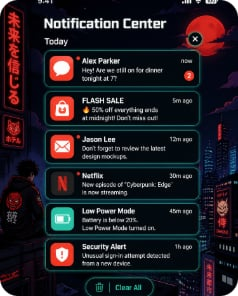 9:41
Notification Center
Today
Alex Parker
now
Hey! Are we still on for dinner
tonight at 7?
2
FLASH SALE
5m ago
🔥 50% off everything ends
at midnight! Don't miss out!
Jason Lee
12m ago
Don't forget to review the latest
design mockups.
N
Netflix
30m ago
New episode of "Cyberpunk: Edge"
is now streaming.
Low Power Mode
45m ago
Battery is below 20%.
Low Power Mode turned on.
Security Alert
1h ago
Unusual sign-in attempt detected
from a new device.
Clear All
未来を信じる
ホテル